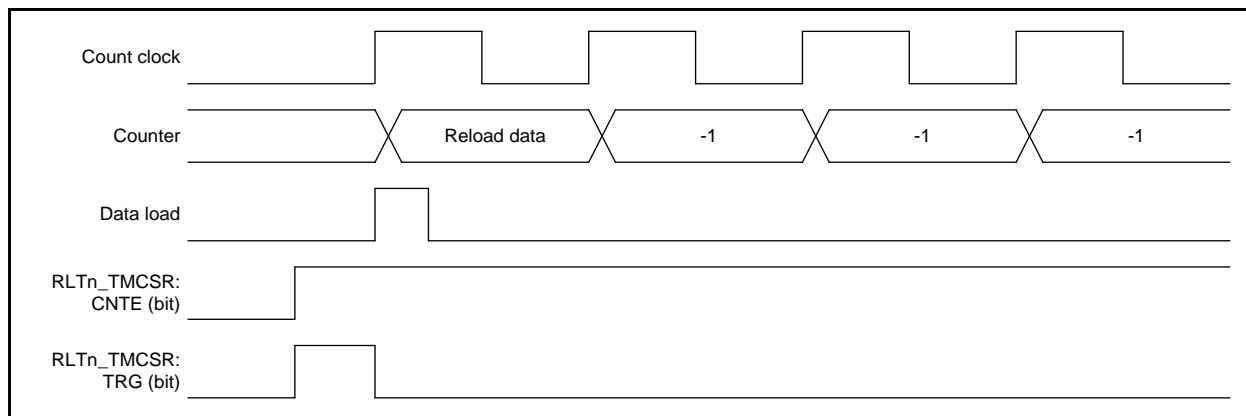 Count clock
Counter
Reload data
-1
-1
-1
Data load
RLTn_TMCSR:
CNTE (bit)
RLTn_TMCSR:
TRG (bit)